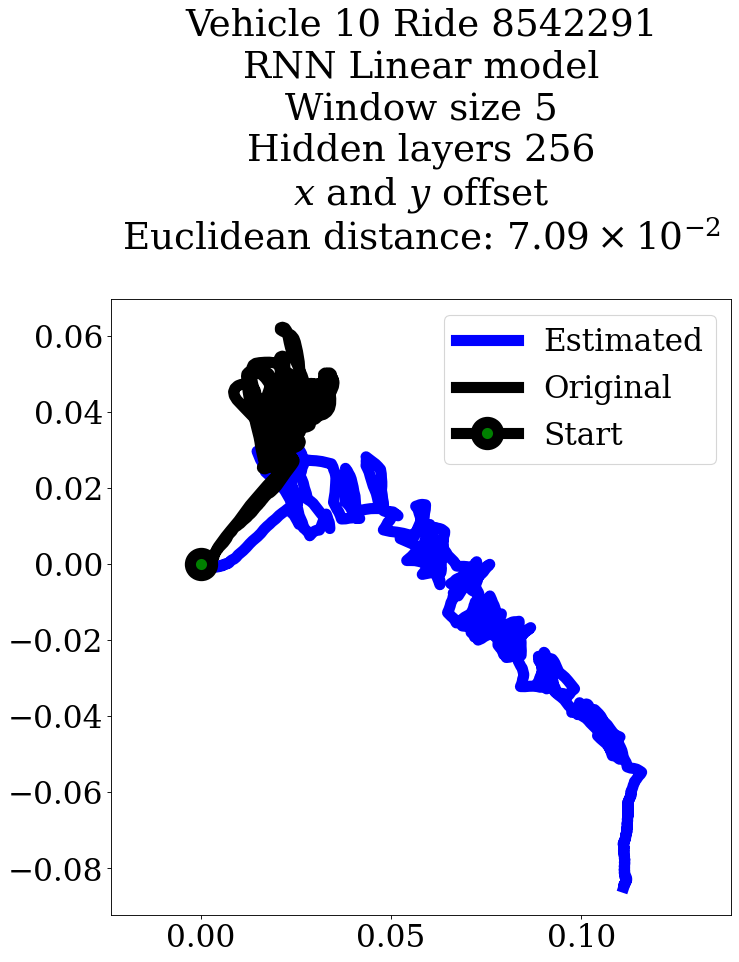 Vehicle 10 Ride 8542291
RNN Linear model
Window size 5
Hidden layers 256
x and y offset
Euclidean distance: 7.09 × 10⁻²
Estimated
Original
Start
0.06
0.04
0.02
0.00
−0.02
−0.04
−0.06
−0.08
0.00 0.05 0.10